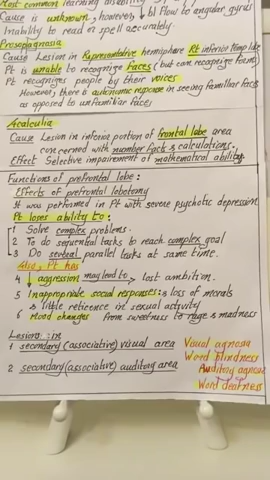 Most common learning disability
Cause is unknown, however, ↓ bl flow to angular gyrus
Inability to read or spell accurately.
Prosopagnosia
Cause Lesion in Representative hemisphere Rt inferior temp lobe
Pt is unable to recognize Faces (but can recognize form)
Pt recognizes people by their voices
However, there is autonomic response in seeing familiar faces
as opposed to unfamiliar faces
Acalculia
Cause Lesion in inferior portion of frontal lobe area
concerned with number facts & calculations.
Effect Selective impairement of mathematical ability
Functions of prefrontal lobe:
Effects of prefrontal lobotomy
It was performed in Pt with severe psychotic depression
Pt loses ability to:
1 Solve complex problems.
2 To do sequential tasks to reach complex goal
3 Do several parallel tasks at same time.
Also, Pt has
4 ↓ aggression may lead to → lost ambition.
5 Inappropriate social responses: ↓ loss of morals
↓ little reticence in sexual activity
6 Mood changes from sweetness to rage & madness
Lesions in
1 secondary (associative) visual area Visual agnosia
Word blindness
2 secondary (associative) auditory area Auditory agnosia
Word deafness